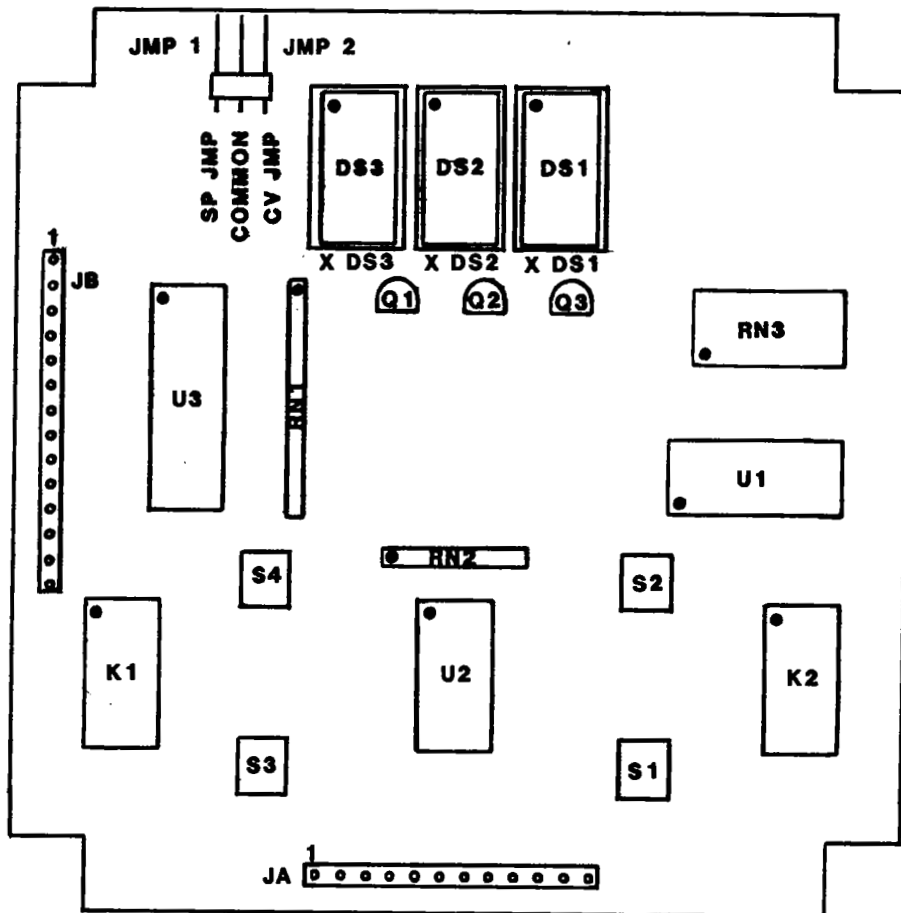 JMP 1
JMP 2
SP JMP
COMMON
CV JMP
DS3
DS2
DS1
X DS3
X DS2
X DS1
Q1
Q2
Q3
1
JB
U3
RN1
RN3
U1
RN2
S4
S2
K1
U2
K2
S3
S1
1
JA